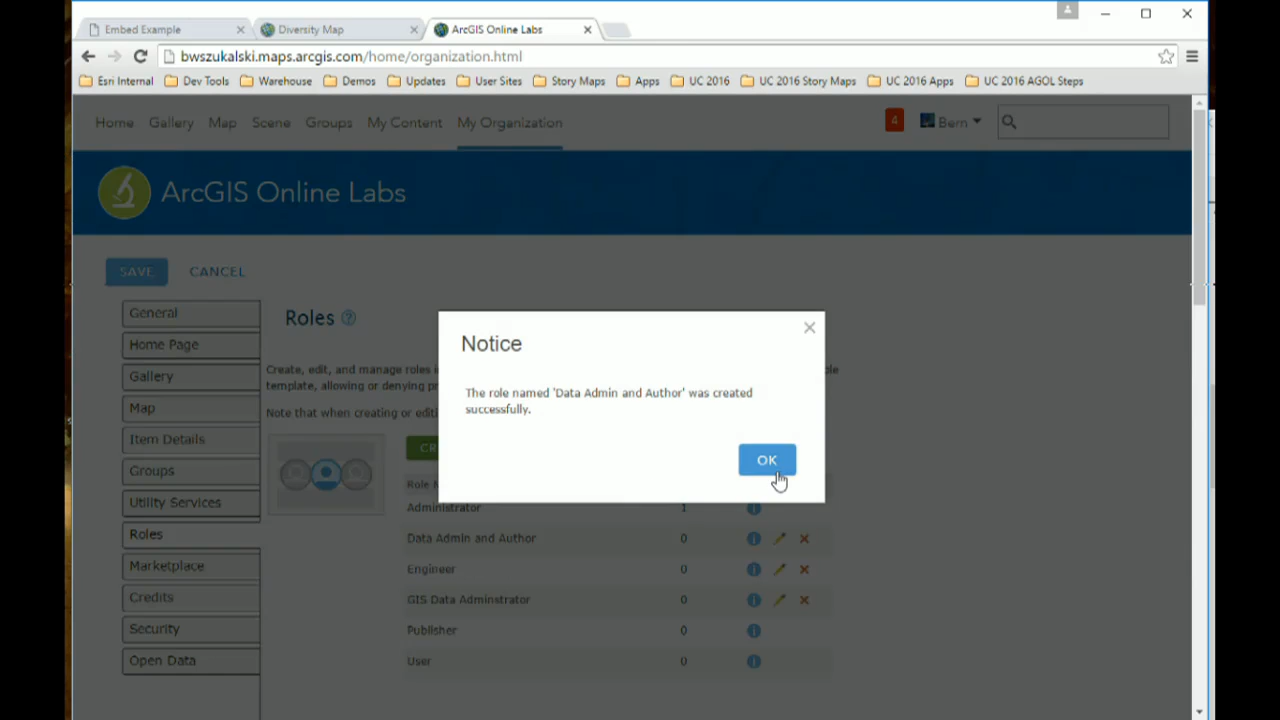 Embed Example
Diversity Map
ArcGIS Online Labs
bwszukalski.maps.arcgis.com/home/organization.html
Esri Internal Dev Tools Warehouse Demos Updates User Sites Story Maps Apps UC 2016 UC 2016 Story Maps UC 2016 Apps UC 2016 AGOL Steps
Home Gallery Map Scene Groups My Content My Organization
4 Bern
ArcGIS Online Labs
SAVE CANCEL
General
Home Page
Gallery
Map
Item Details
Groups
Utility Services
Roles
Marketplace
Credits
Security
Open Data
Roles ?
Create, edit, and manage roles
template, allowing or denying
Note that when creating or
Notice
The role named 'Data Admin and Author' was created
successfully.
OK
Role
Administrator 1
Data Admin and Author 0
Engineer 0
GIS Data Adminstrator 0
Publisher 0
User 0